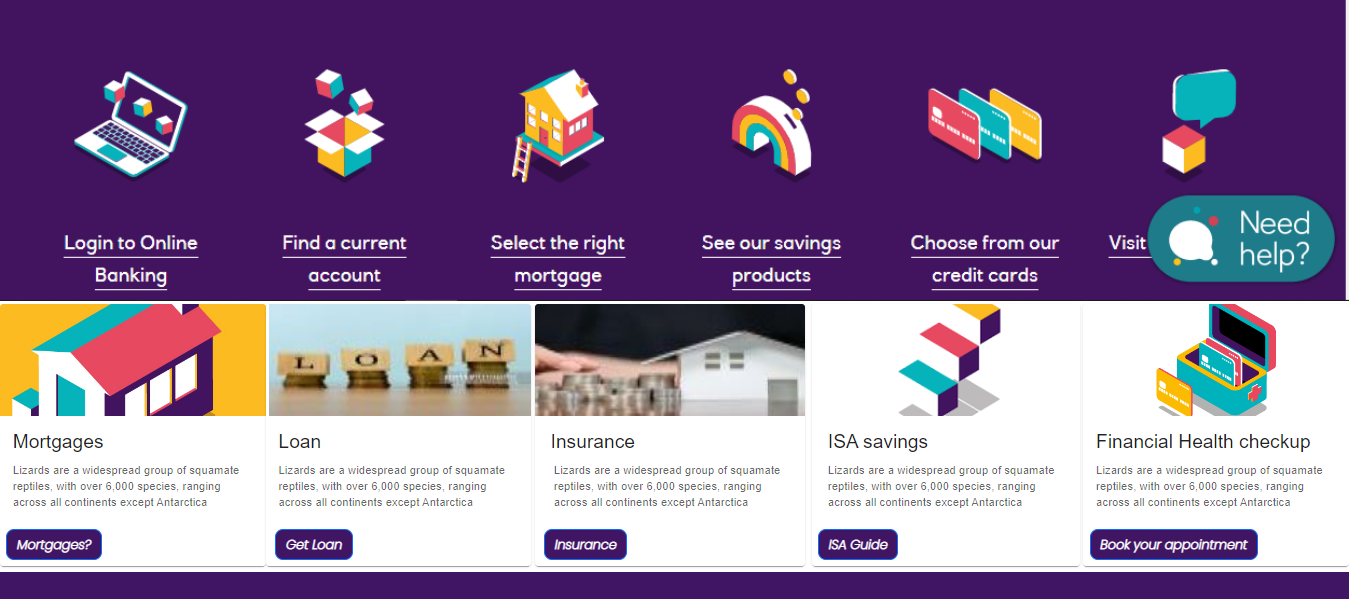 Login to Online
Banking
Find a current
account
Select the right
mortgage
See our savings
products
Choose from our
credit cards
Visit
Need
help?
LOAN
Mortgages
Lizards are a widespread group of squamate
reptiles, with over 6,000 species, ranging
across all continents except Antarctica
Mortgages?
Loan
Lizards are a widespread group of squamate
reptiles, with over 6,000 species, ranging
across all continents except Antarctica
Get Loan
Insurance
Lizards are a widespread group of squamate
reptiles, with over 6,000 species, ranging
across all continents except Antarctica
Insurance
ISA savings
Lizards are a widespread group of squamate
reptiles, with over 6,000 species, ranging
across all continents except Antarctica
ISA Guide
Financial Health checkup
Lizards are a widespread group of squamate
reptiles, with over 6,000 species, ranging
across all continents except Antarctica
Book your appointment